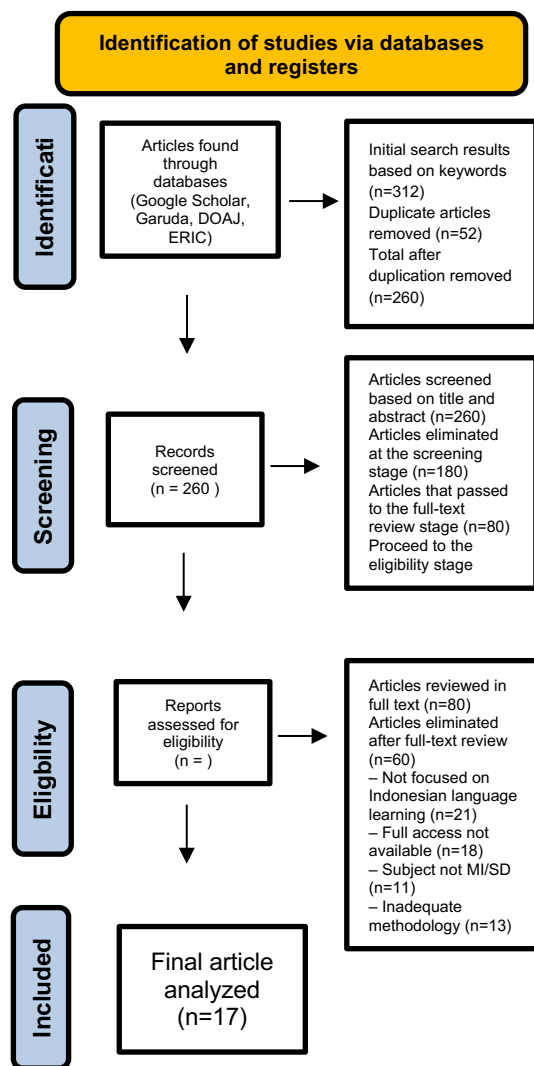 Identification of studies via databases
and registers
Identificati
Articles found
through
databases
(Google Scholar,
Garuda, DOAJ,
ERIC)
Initial search results
based on keywords
(n=312)
Duplicate articles
removed (n=52)
Total after
duplication removed
(n=260)
Screening
Records
screened
(n = 260 )
Articles screened
based on title and
abstract (n=260)
Articles eliminated
at the screening
stage (n=180)
Articles that passed
to the full-text
review stage (n=80)
Proceed to the
eligibility stage
Eligbility
Reports
assessed for
eligibility
(n = )
Articles reviewed in
full text (n=80)
Articles eliminated
after full-text review
(n=60)
– Not focused on
Indonesian language
learning (n=21)
– Full access not
available (n=18)
– Subject not MI/SD
(n=11)
– Inadequate
methodology (n=13)
Included
Final article
analyzed
(n=17)